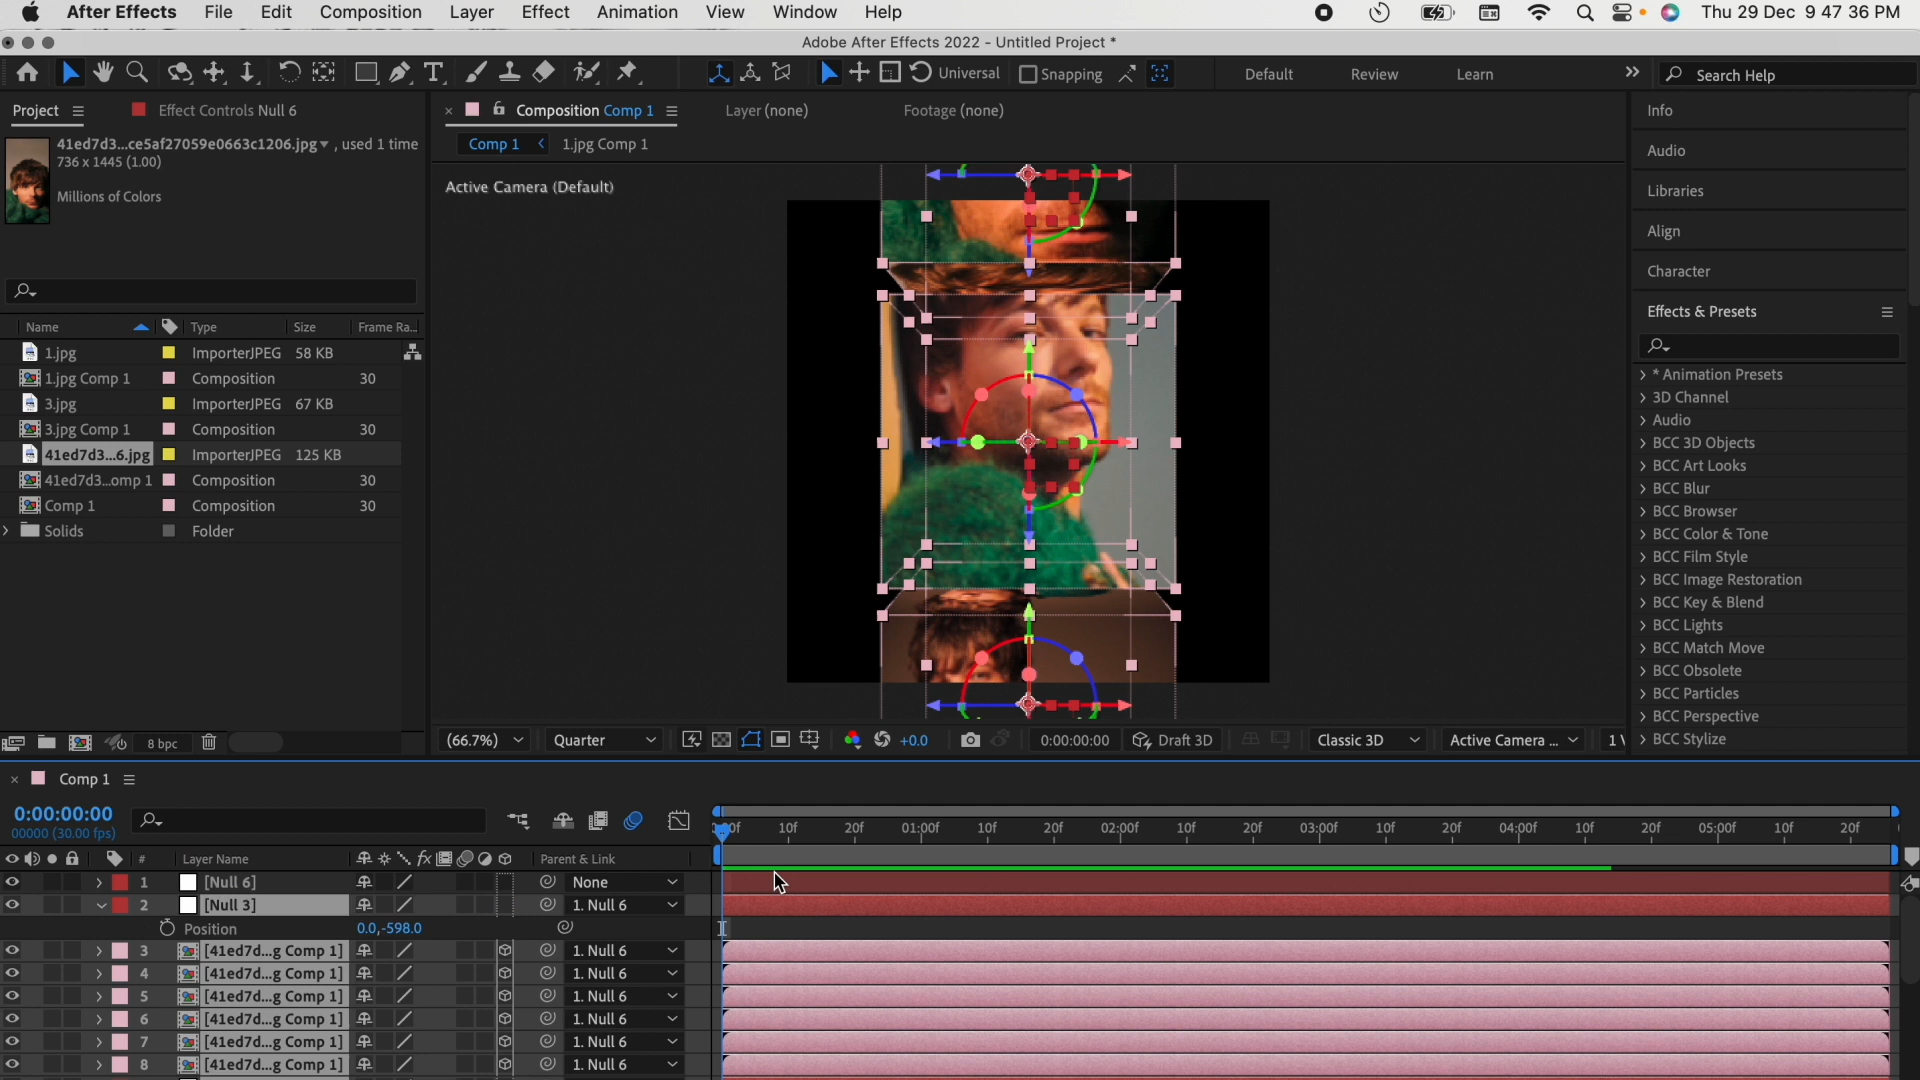 After Effects File Edit Composition Layer Effect Animation View Window Help Thu 29 Dec 9 47 36 PM
Adobe After Effects 2022 - Untitled Project *
Universal Snapping Default Review Learn Search Help
Project Effect Controls Null 6
41ed7d3...ce5af27059e0663c1206.jpg , used 1 time
736 x 1445 (1.00)
Millions of Colors
Name Type Size Frame Ra...
1.jpg ImporterJPEG 58 KB
1.jpg Comp 1 Composition 30
3.jpg ImporterJPEG 67 KB
3.jpg Comp 1 Composition 30
41ed7d3...6.jpg ImporterJPEG 125 KB
41ed7d3...omp 1 Composition 30
Comp 1 Composition 30
Solids Folder
8 bpc
Composition Comp 1 Layer (none) Footage (none)
Comp 1 1.jpg Comp 1
Active Camera (Default)
(66.7%) Quarter +0.0 0:00:00:00 Draft 3D Classic 3D Active Camera ... 1 V
Info
Audio
Libraries
Align
Character
Effects & Presets
* Animation Presets
3D Channel
Audio
BCC 3D Objects
BCC Art Looks
BCC Blur
BCC Browser
BCC Color & Tone
BCC Film Style
BCC Image Restoration
BCC Key & Blend
BCC Lights
BCC Match Move
BCC Obsolete
BCC Particles
BCC Perspective
BCC Stylize
Comp 1
0:00:00:00
00000 (30.00 fps)
10f 20f 01:00f 10f 20f 02:00f 10f 20f 03:00f 10f 20f 04:00f 10f 20f 05:00f 10f 20f
# Layer Name fx Parent & Link
1 [Null 6] None
2 [Null 3] 1. Null 6
Position 0.0,-598.0
3 [41ed7d...g Comp 1] 1. Null 6
4 [41ed7d...g Comp 1] 1. Null 6
5 [41ed7d...g Comp 1] 1. Null 6
6 [41ed7d...g Comp 1] 1. Null 6
7 [41ed7d...g Comp 1] 1. Null 6
8 [41ed7d...g Comp 1] 1. Null 6